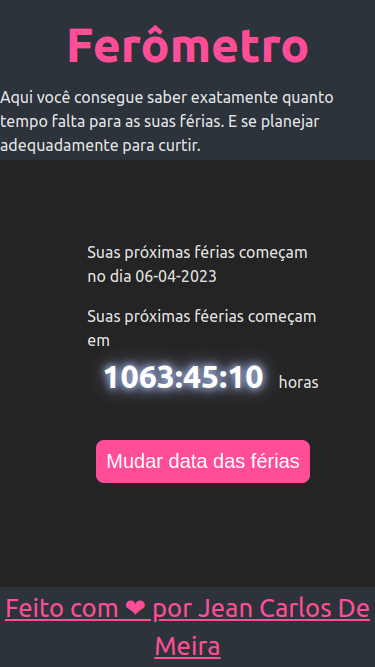 Ferômetro
Aqui você consegue saber exatamente quanto
tempo falta para as suas férias. E se planejar
adequadamente para curtir.
Suas próximas férias começam
no dia 06-04-2023
Suas próximas féerias começam
em
1063:45:10 horas
Mudar data das férias
Feito com ❤ por Jean Carlos De
Meira